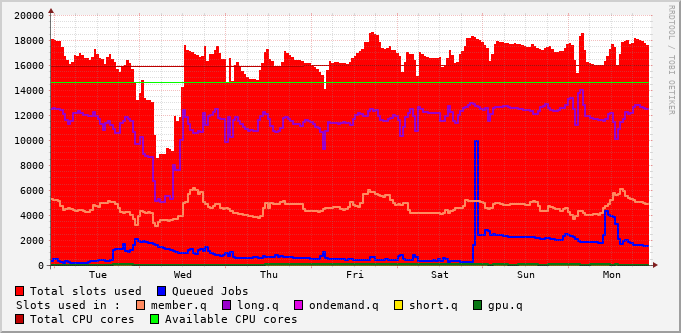 20000
18000
16000
14000
12000
10000
8000
6000
4000
2000
0
Tue Wed Thu Fri Sat Sun Mon
Total slots used Queued Jobs
Slots used in : member.q long.q ondemand.q short.q gpu.q
Total CPU cores Available CPU cores
RRDTOOL / TOBI OETIKER